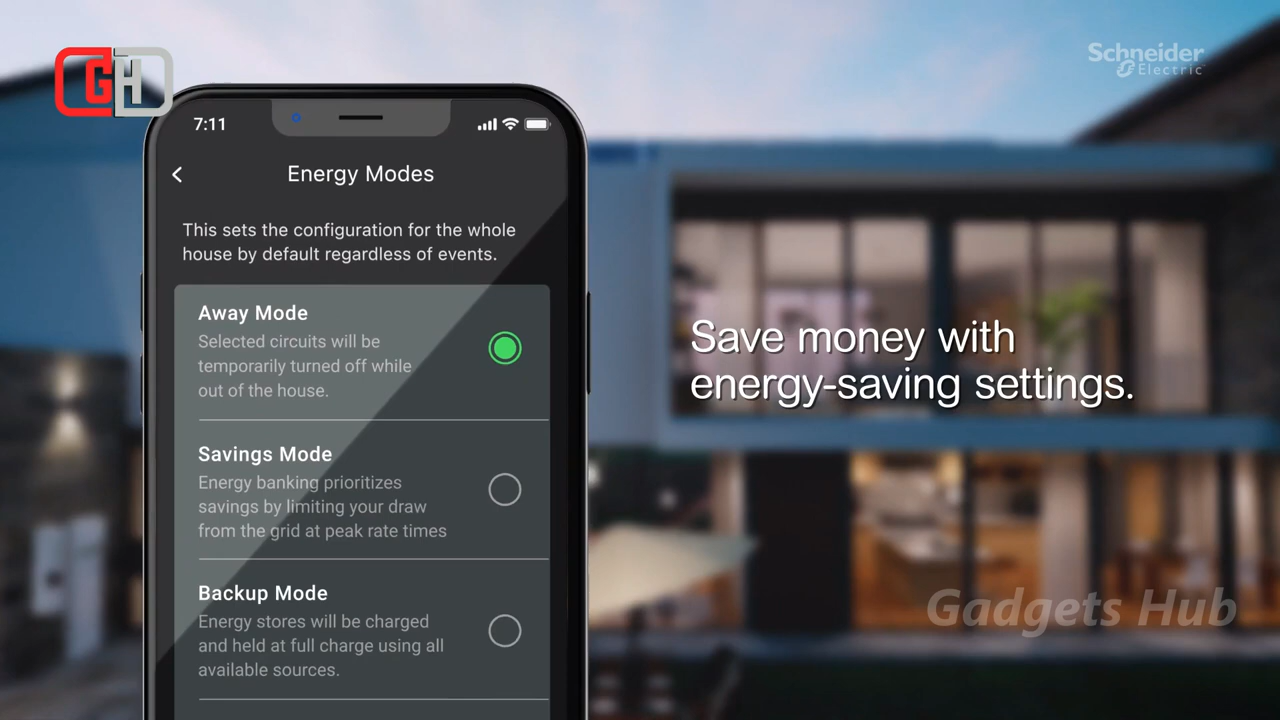 GH
Schneider
Electric
7:11
Energy Modes
This sets the configuration for the whole
house by default regardless of events.
Away Mode
Selected circuits will be
temporarily turned off while
out of the house.
Savings Mode
Energy banking prioritizes
savings by limiting your draw
from the grid at peak rate times
Backup Mode
Energy stores will be charged
and held at full charge using all
available sources.
Save money with
energy-saving settings.
Gadgets Hub